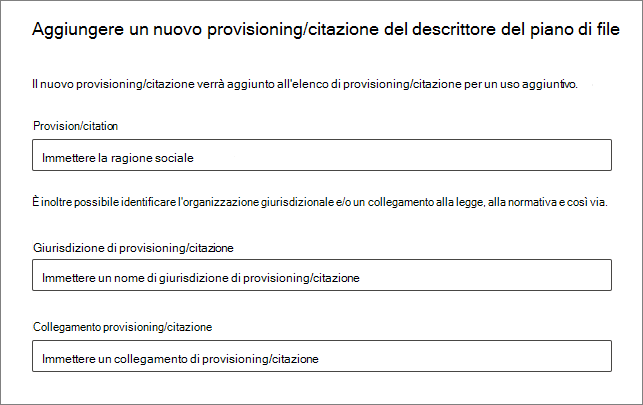 Aggiungere un nuovo provisioning/citazione del descrittore del piano di file
Il nuovo provisioning/citazione verrà aggiunto all'elenco di provisioning/citazione per un uso aggiuntivo.
Provision/citation
Immettere la ragione sociale
È inoltre possibile identificare l'organizzazione giurisdizionale e/o un collegamento alla legge, alla normativa e così via.
Giurisdizione di provisioning/citazione
Immettere un nome di giurisdizione di provisioning/citazione
Collegamento provisioning/citazione
Immettere un collegamento di provisioning/citazione